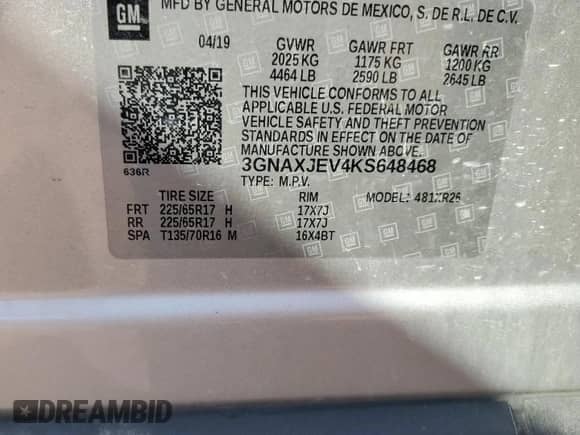 GM
MFD BY GENERAL MOTORS DE MEXICO, S. DE R.L. DE C.V.
04/19 GVWR GAWR FRT GAWR RR
2025 KG 1175 KG 1200 KG
4464 LB 2590 LB 2645 LB
THIS VEHICLE CONFORMS TO ALL
APPLICABLE U.S. FEDERAL MOTOR
VEHICLE SAFETY AND THEFT PREVENTION
STANDARDS IN EFFECT ON THE DATE OF
MANUFACTURE SHOWN ABOVE.
636R
3GNAXJEV4KS648468
TYPE: M.P.V. MODEL: 481XR26
TIRE SIZE RIM
FRT 225/65R17 H 17X7J
RR 225/65R17 H 17X7J
SPA T135/70R16 M 16X4BT
DREAMBID